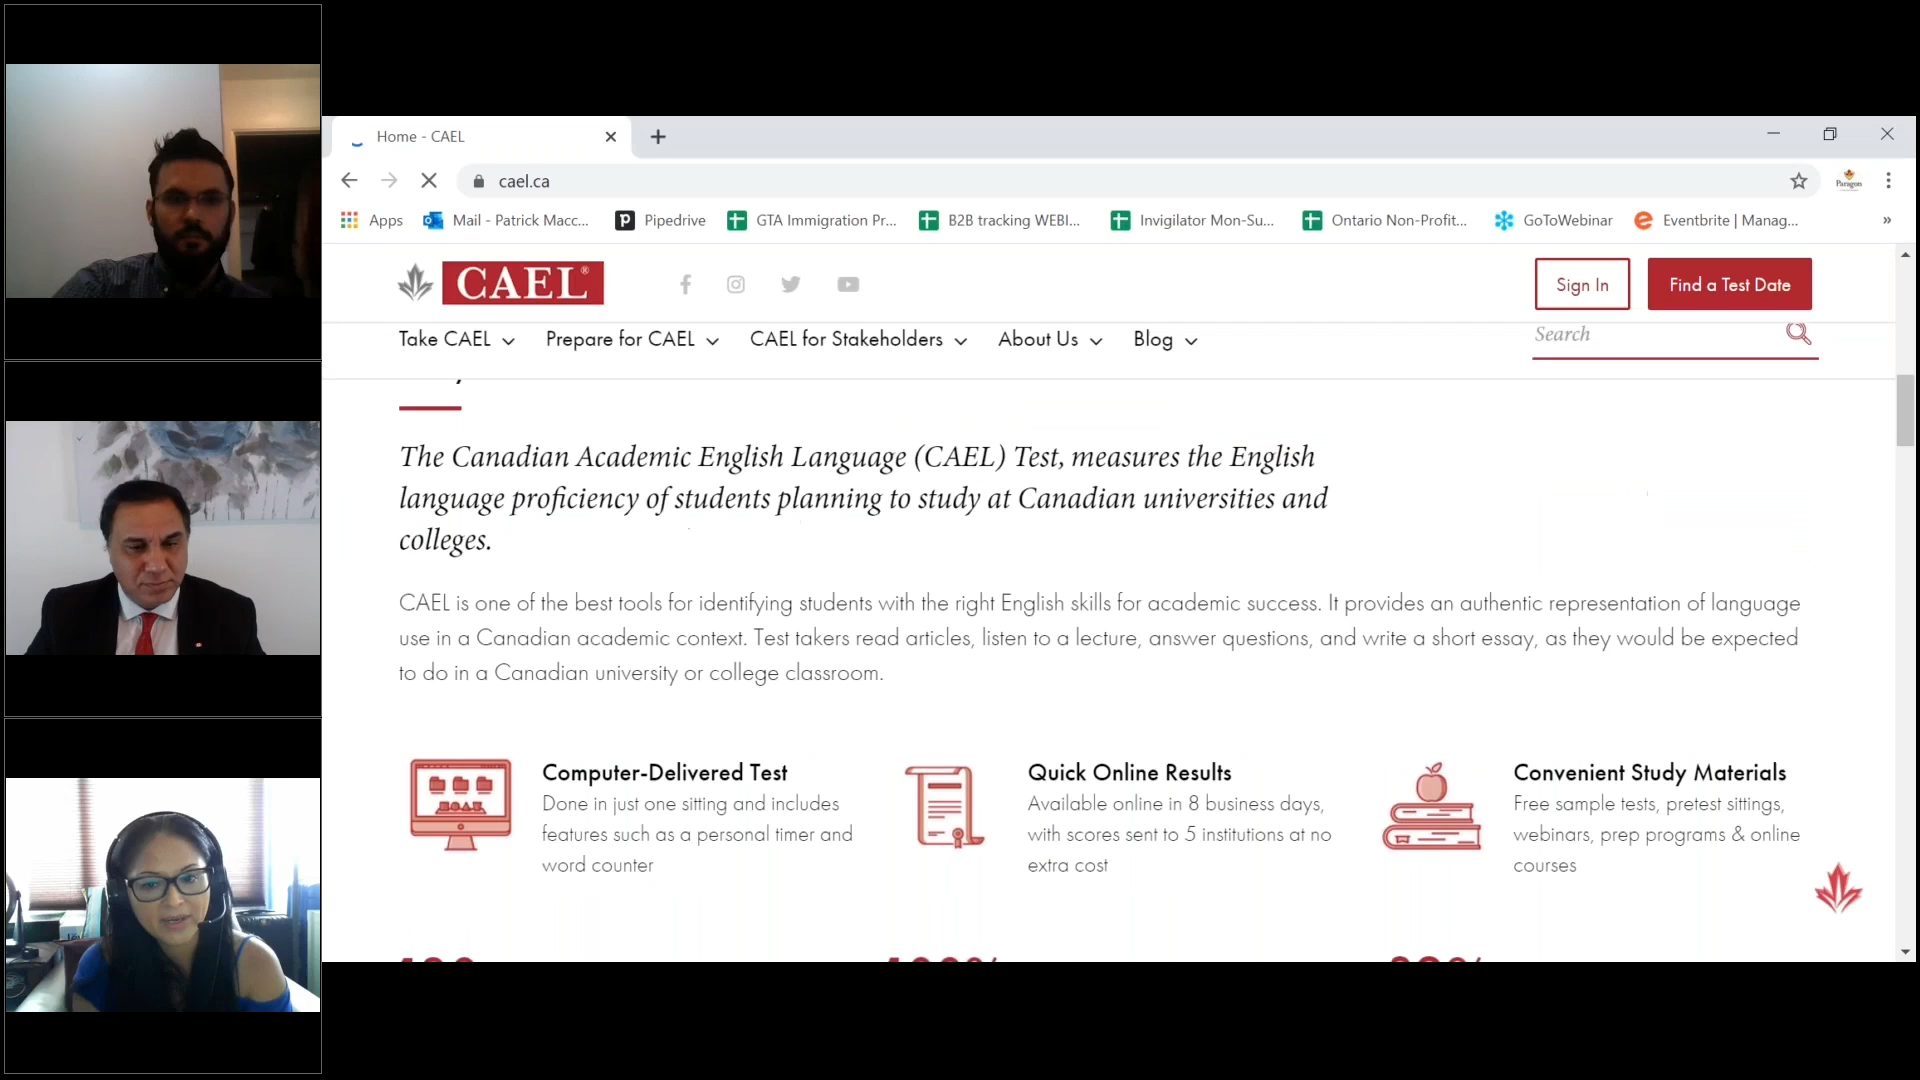 Home - CAEL
cael.ca
Apps
Mail - Patrick Macc...
Pipedrive
GTA Immigration Pr...
B2B tracking WEBI...
Invigilator Mon-Su...
Ontario Non-Profit...
GoToWebinar
Eventbrite | Manag...
»
Paragon
CAEL®
Sign In
Find a Test Date
Take CAEL
Prepare for CAEL
CAEL for Stakeholders
About Us
Blog
Search
The Canadian Academic English Language (CAEL) Test, measures the English
language proficiency of students planning to study at Canadian universities and
colleges.
CAEL is one of the best tools for identifying students with the right English skills for academic success. It provides an authentic representation of language
use in a Canadian academic context. Test takers read articles, listen to a lecture, answer questions, and write a short essay, as they would be expected
to do in a Canadian university or college classroom.
Computer-Delivered Test
Done in just one sitting and includes
features such as a personal timer and
word counter
Quick Online Results
Available online in 8 business days,
with scores sent to 5 institutions at no
extra cost
Convenient Study Materials
Free sample tests, pretest sittings,
webinars, prep programs & online
courses